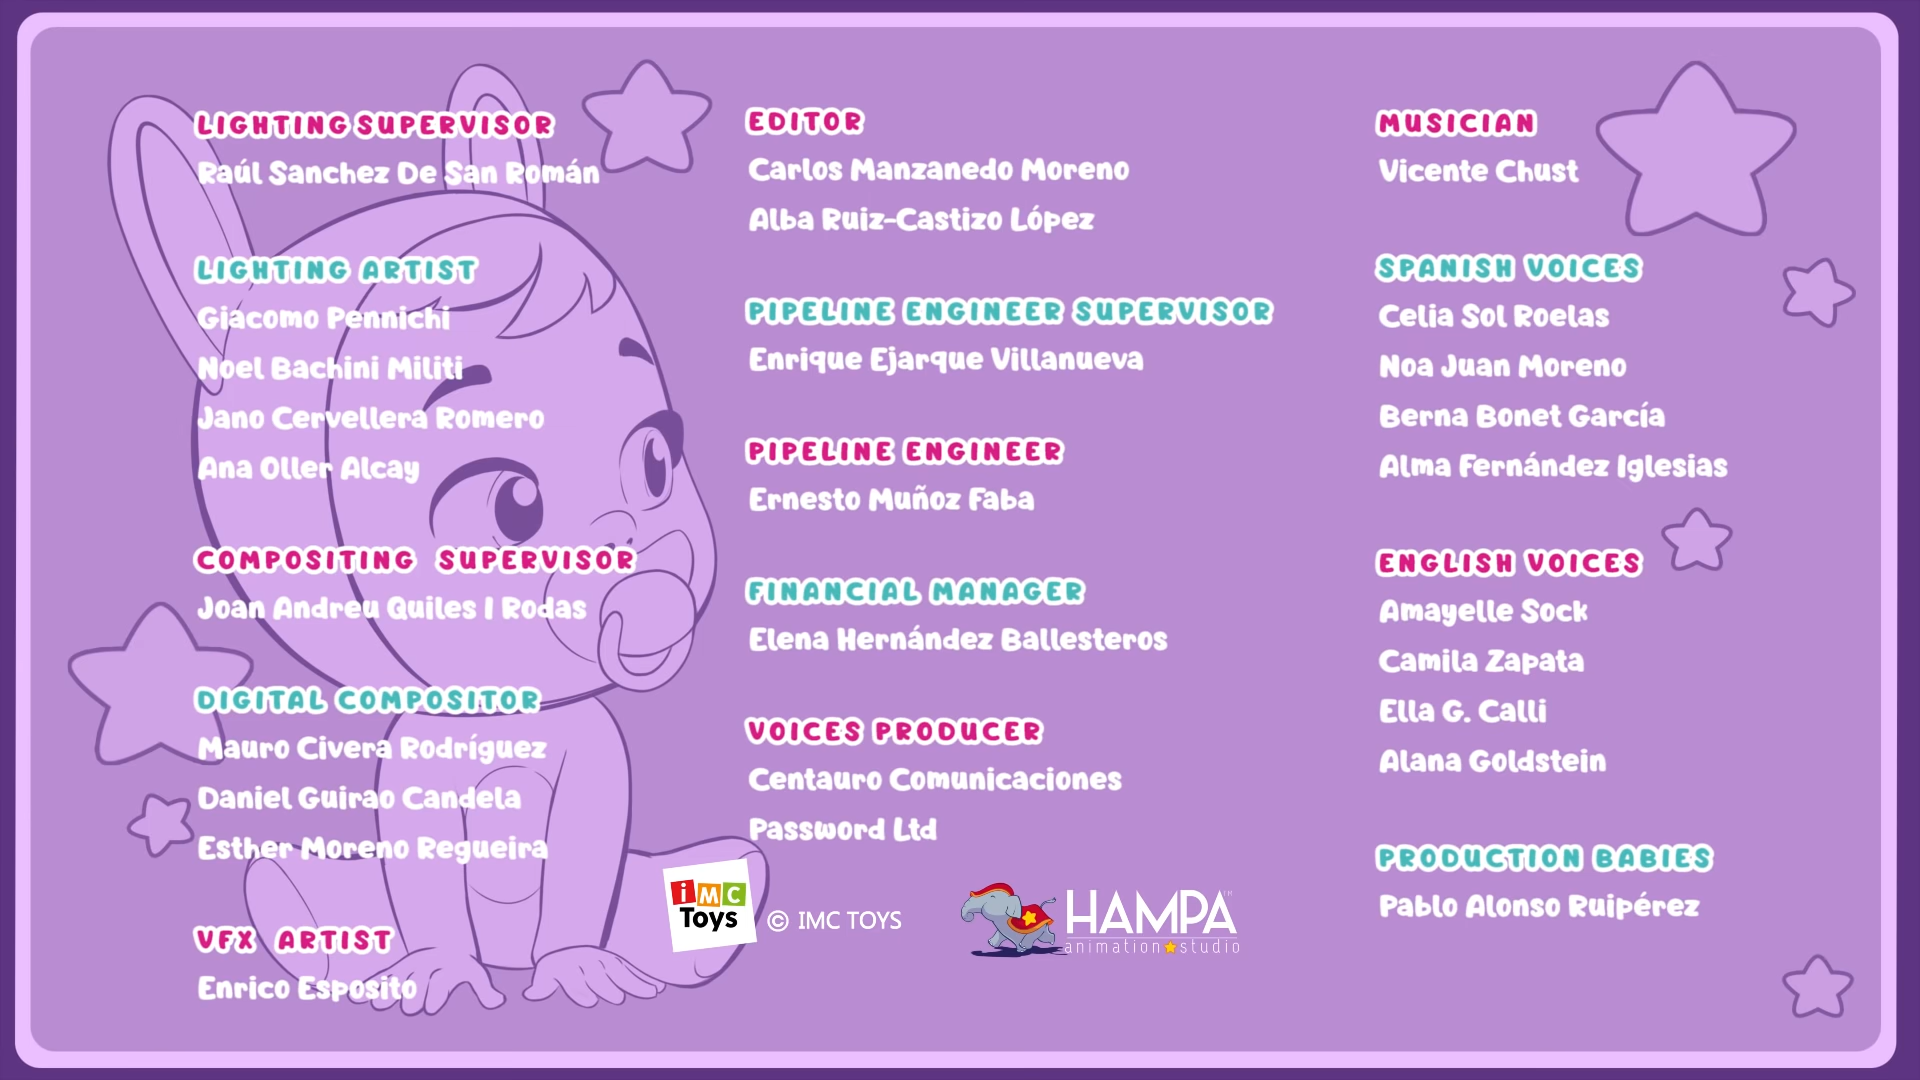 LIGHTING SUPERVISOR
Raúl Sanchez De San Román
LIGHTING ARTIST
Giacomo Pennichi
Noel Bachini Militi
Jano Cervellera Romero
Ana Oller Alcay
COMPOSITING SUPERVISOR
Joan Andreu Quiles I Rodas
DIGITAL COMPOSITOR
Mauro Civera Rodríguez
Daniel Guirao Candela
Esther Moreno Regueira
VFX ARTIST
Enrico Esposito
EDITOR
Carlos Manzanedo Moreno
Alba Ruiz-Castizo López
PIPELINE ENGINEER SUPERVISOR
Enrique Ejarque Villanueva
PIPELINE ENGINEER
Ernesto Muñoz Faba
FINANCIAL MANAGER
Elena Hernández Ballesteros
VOICES PRODUCER
Centauro Comunicaciones
Password Ltd
iMC
Toys
© IMC TOYS
HAMPA™
animation studio
MUSICIAN
Vicente Chust
SPANISH VOICES
Celia Sol Roelas
Noa Juan Moreno
Berna Bonet García
Alma Fernández Iglesias
ENGLISH VOICES
Amayelle Sock
Camila Zapata
Ella G. Calli
Alana Goldstein
PRODUCTION BABIES
Pablo Alonso Ruipérez